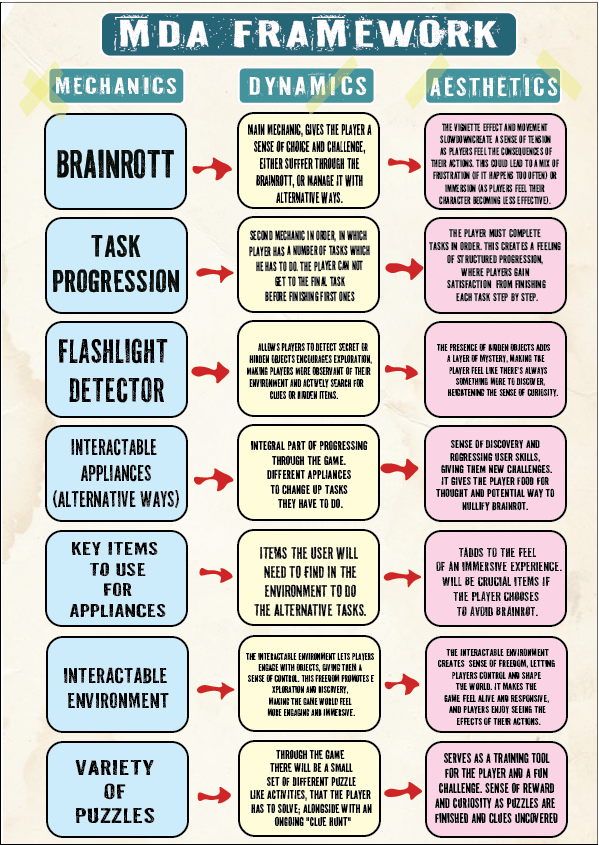 MDA FRAMEWORK
MECHANICS
DYNAMICS
AESTHETICS
BRAINROTT
MAIN MECHANIC, GIVES THE PLAYER A
SENSE OF CHOICE AND CHALLENGE,
EITHER SUFFER THROUGH THE
BRAINROTT, OR MANAGE IT WITH
ALTERNATIVE WAYS.
THE VIGNETTE EFFECT AND MOVEMENT
SLOWDOWNCREATE A SENSE OF TENSION
AS PLAYERS FEEL THE CONSEQUENCES OF
THEIR ACTIONS. THIS COULD LEAD TO A MIX OF
FRUSTRATION (IF IT HAPPENS TOO OFTEN) OR
IMMERSION (AS PLAYERS FEEL THEIR
CHARACTER BECOMING LESS EFFECTIVE).
TASK
PROGRESSION
SECOND MECHANIC IN ORDER, IN WHICH
PLAYER HAS A NUMBER OF TASKS WHICH
HE HAS TO DO. THE PLAYER CAN NOT
GET TO THE FINAL TASK
BEFORE FINISHING FIRST ONES
THE PLAYER MUST COMPLETE
TASKS IN ORDER. THIS CREATES A FEELING
OF STRUCTURED PROGRESSION,
WHERE PLAYERS GAIN
SATISFACTION FROM FINISHING
EACH TASK STEP BY STEP.
FLASHLIGHT
DETECTOR
ALLOWS PLAYERS TO DETECT SECRET OR
HIDDEN OBJECTS ENCOURAGES EXPLORATION,
MAKING PLAYERS MORE OBSERVANT OF THEIR
ENVIRONMENT AND ACTIVELY SEARCH FOR
CLUES OR HIDDEN ITEMS.
THE PRESENCE OF HIDDEN OBJECTS ADDS
A LAYER OF MYSTERY, MAKING THE
PLAYER FEEL LIKE THERE'S ALWAYS
SOMETHING MORE TO DISCOVER,
HEIGHTENING THE SENSE OF CURIOSITY.
INTERACTABLE
APPLIANCES
(ALTERNATIVE WAYS)
INTEGRAL PART OF PROGRESSING
THROUGH THE GAME.
DIFFERENT APPLIANCES
TO CHANGE UP TASKS
THEY HAVE TO DO.
SENSE OF DISCOVERY AND
ROGRESSING USER SKILLS,
GIVING THEM NEW CHALLENGES.
IT GIVES THE PLAYER FOOD FOR
THOUGHT AND POTENTIAL WAY TO
NULLIFY BRAINROT.
KEY ITEMS
TO USE
FOR
APPLIANCES
ITEMS THE USER WILL
NEED TO FIND IN THE
ENVIRONMENT TO DO
THE ALTERNATIVE TASKS.
TADDS TO THE FEEL
OF AN IMMERSIVE EXPERIENCE.
WILL BE CRUCIAL ITEMS IF
THE PLAYER CHOOSES
TO AVOID BRAINROT.
INTERACTABLE
ENVIRONMENT
THE INTERACTABLE ENVIRONMENT LETS PLAYERS
ENGAGE WITH OBJECTS, GIVING THEM A
SENSE OF CONTROL. THIS FREEDOM PROMOTES E
XPLORATION AND DISCOVERY,
MAKING THE GAME WORLD FEEL
MORE ENGAGING AND IMMERSIVE.
THE INTERACTABLE ENVIRONMENT
CREATES SENSE OF FREEDOM, LETTING
PLAYERS CONTROL AND SHAPE
THE WORLD. IT MAKES THE
GAME FEEL ALIVE AND RESPONSIVE,
AND PLAYERS ENJOY SEEING THE
EFFECTS OF THEIR ACTIONS.
VARIETY
OF
PUZZLES
THROUGH THE GAME
THERE WILL BE A SMALL
SET OF DIFFERENT PUZZLE
LIKE ACTIVITIES, THAT THE PLAYER
HAS TO SOLVE; ALONGSIDE WITH AN
ONGOING "CLUE HUNT"
SERVES AS A TRAINING TOOL
FOR THE PLAYER AND A FUN
CHALLENGE. SENSE OF REWARD
AND CURIOSITY AS PUZZLES ARE
FINISHED AND CLUES UNCOVERED